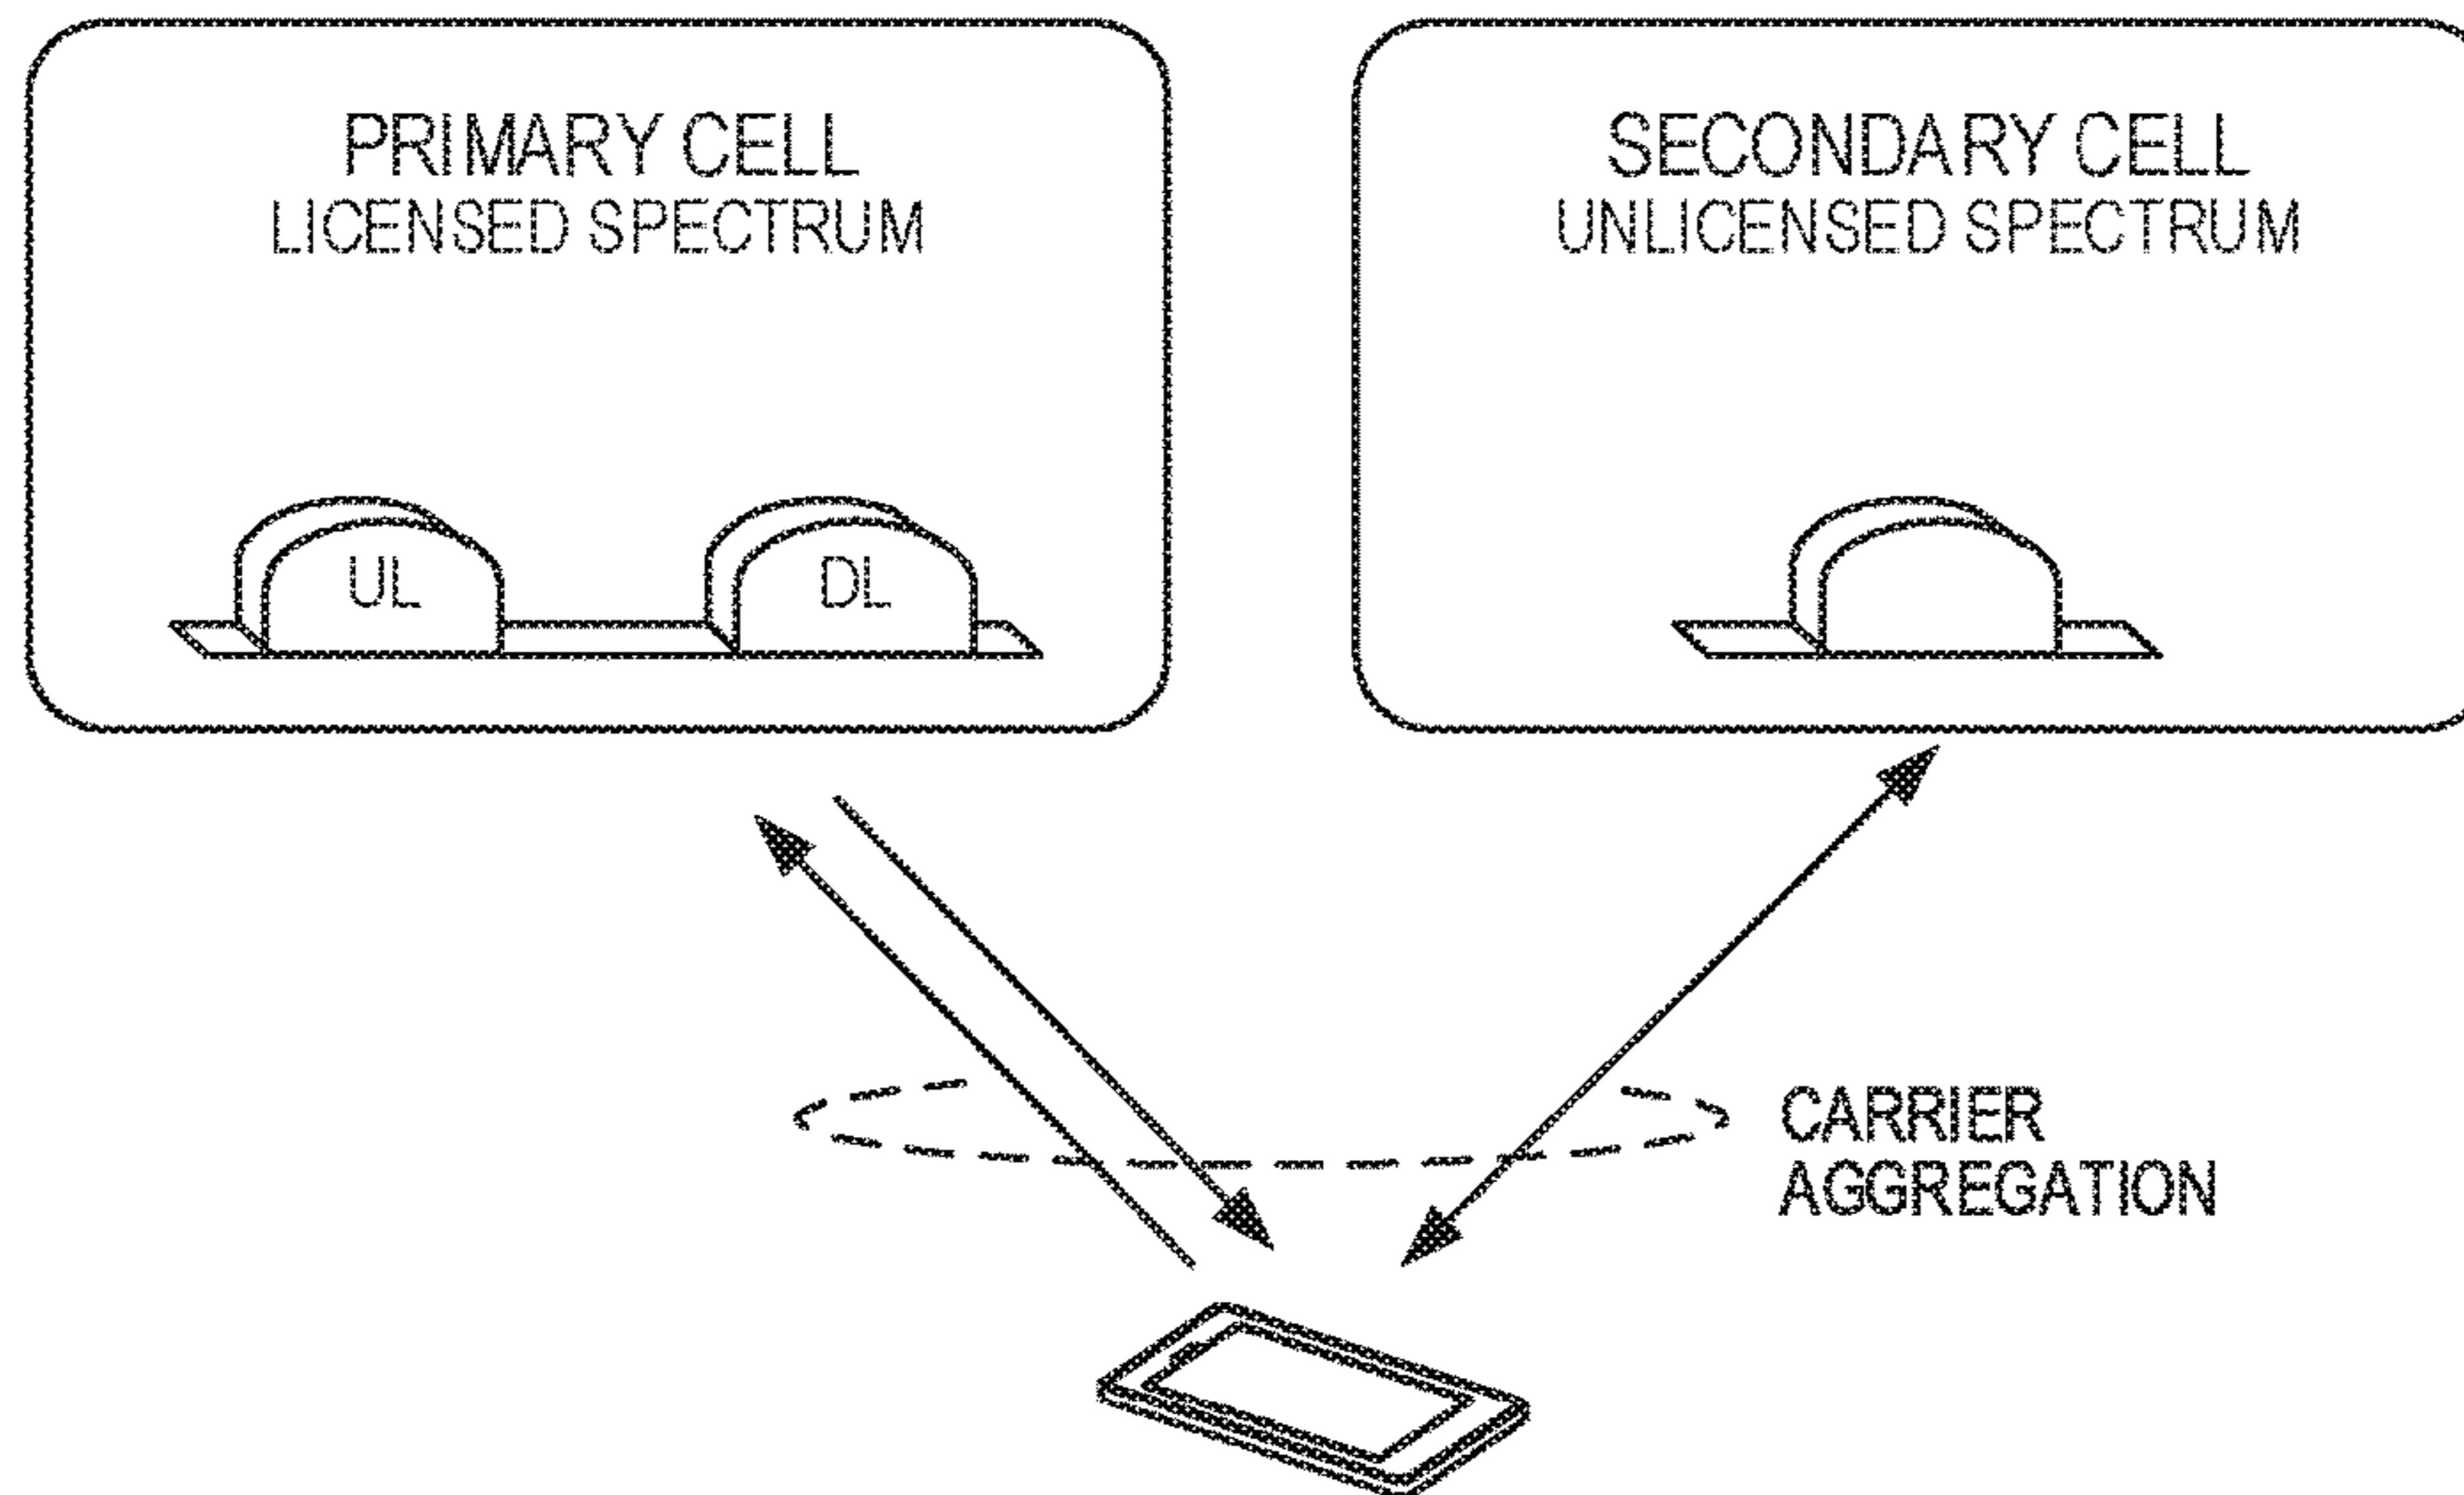 PRIMARY CELL
LICENSED SPECTRUM
UL
DL
SECONDARY CELL
UNLICENSED SPECTRUM
CARRIER
AGGREGATION